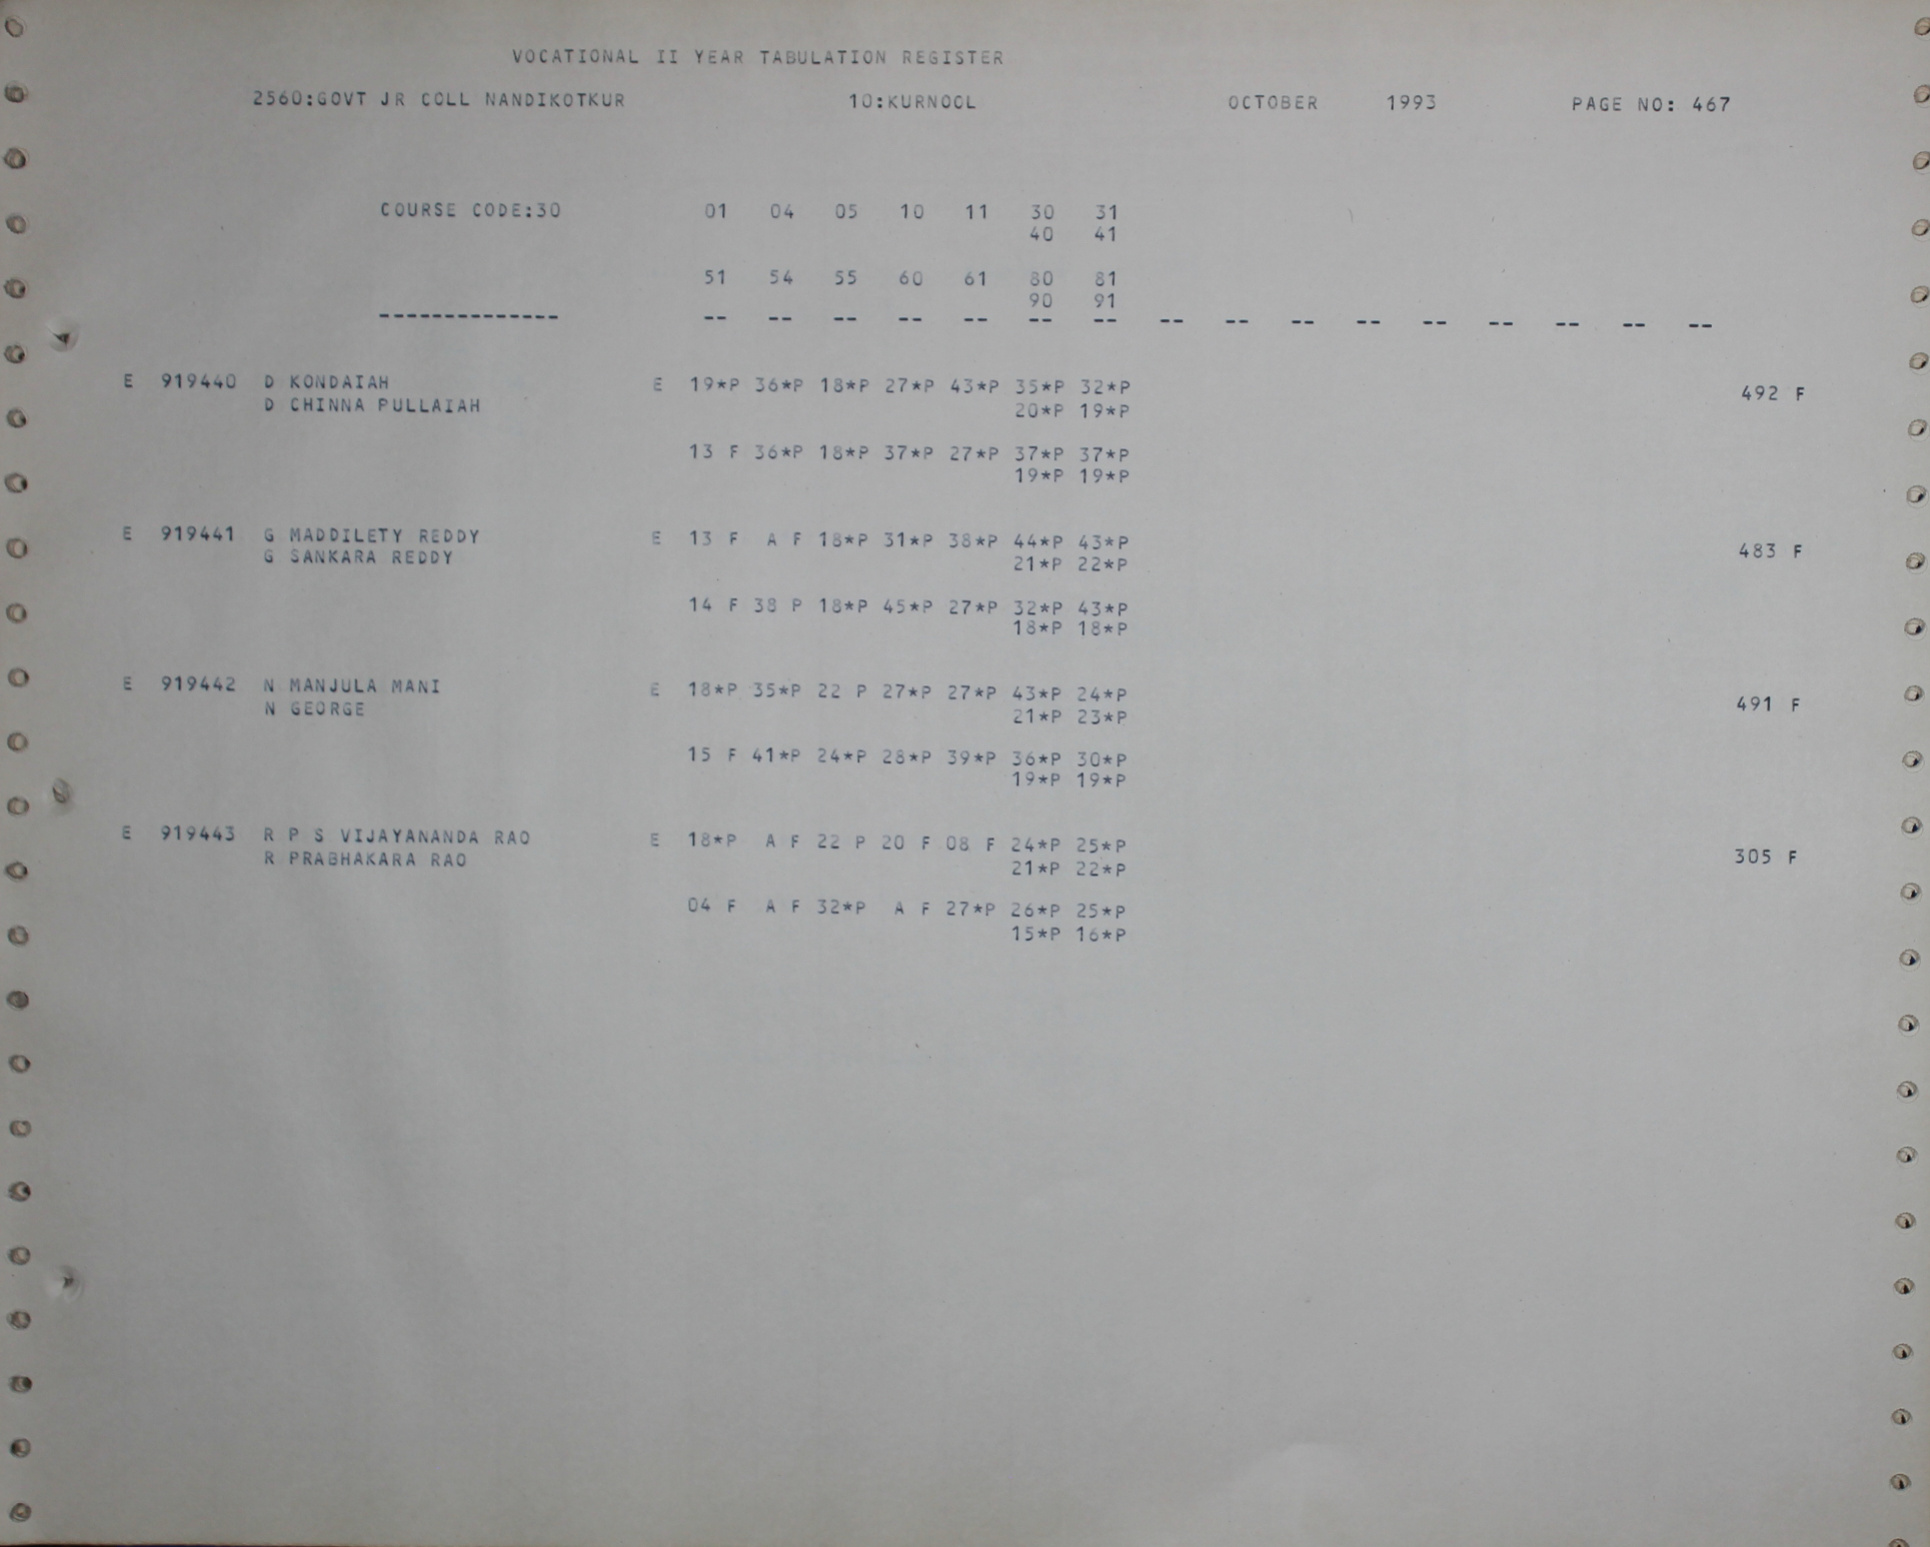 VOCATIONAL II YEAR TABULATION REGISTER
2560:GOVT JR COLL NANDIKOTKUR 10:KURNOOL OCTOBER 1993 PAGE NO: 467
COURSE CODE:30 01 04 05 10 11 30 31
40 41
51 54 55 60 61 80 81
90 91
-------------- -- -- -- -- -- -- -- -- -- -- -- -- -- -- -- --
E 919440 D KONDAIAH E 19*P 36*P 18*P 27*P 43*P 35*P 32*P 492 F
D CHINNA PULLAIAH 20*P 19*P
13 F 36*P 18*P 37*P 27*P 37*P 37*P
19*P 19*P
E 919441 G MADDILETY REDDY E 13 F A F 18*P 31*P 38*P 44*P 43*P 483 F
G SANKARA REDDY 21*P 22*P
14 F 38 P 18*P 45*P 27*P 32*P 43*P
18*P 18*P
E 919442 N MANJULA MANI E 18*P 35*P 22 P 27*P 27*P 43*P 24*P 491 F
N GEORGE 21*P 23*P
15 F 41*P 24*P 28*P 39*P 36*P 30*P
19*P 19*P
E 919443 R P S VIJAYANANDA RAO E 18*P A F 22 P 20 F 08 F 24*P 25*P 305 F
R PRABHAKARA RAO 21*P 22*P
04 F A F 32*P A F 27*P 26*P 25*P
15*P 16*P